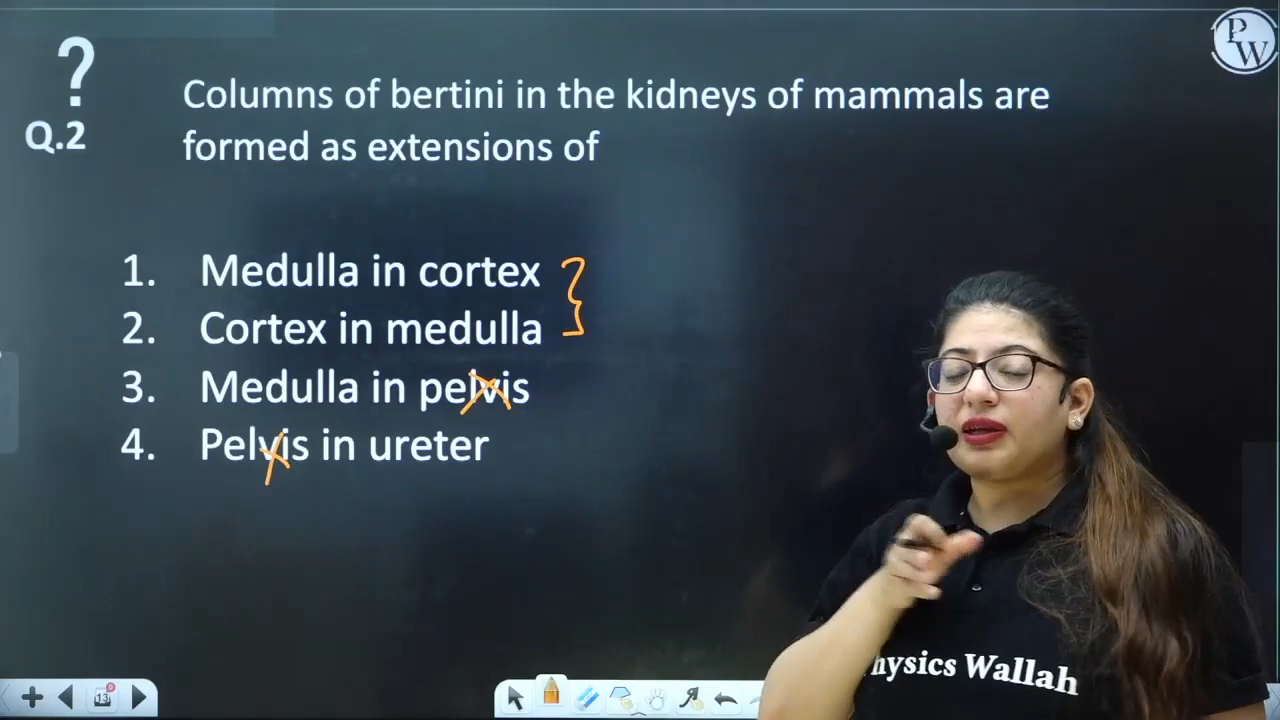 PW
?
Q.2
Columns of bertini in the kidneys of mammals are
formed as extensions of
1. Medulla in cortex
2. Cortex in medulla
3. Medulla in pelvis
4. Pelvis in ureter
hysics Wallah
13